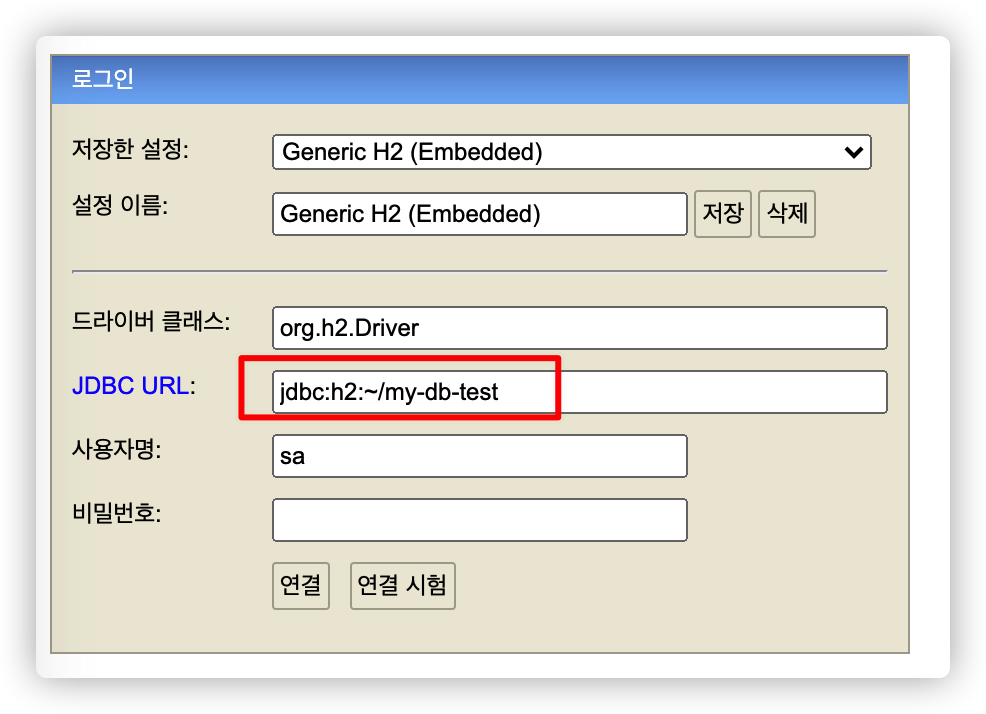 로그인
저장한 설정: Generic H2 (Embedded)
설정 이름: Generic H2 (Embedded) 저장 삭제
드라이버 클래스: org.h2.Driver
JDBC URL: jdbc:h2:~/my-db-test
사용자명: sa
비밀번호:
연결 연결 시험